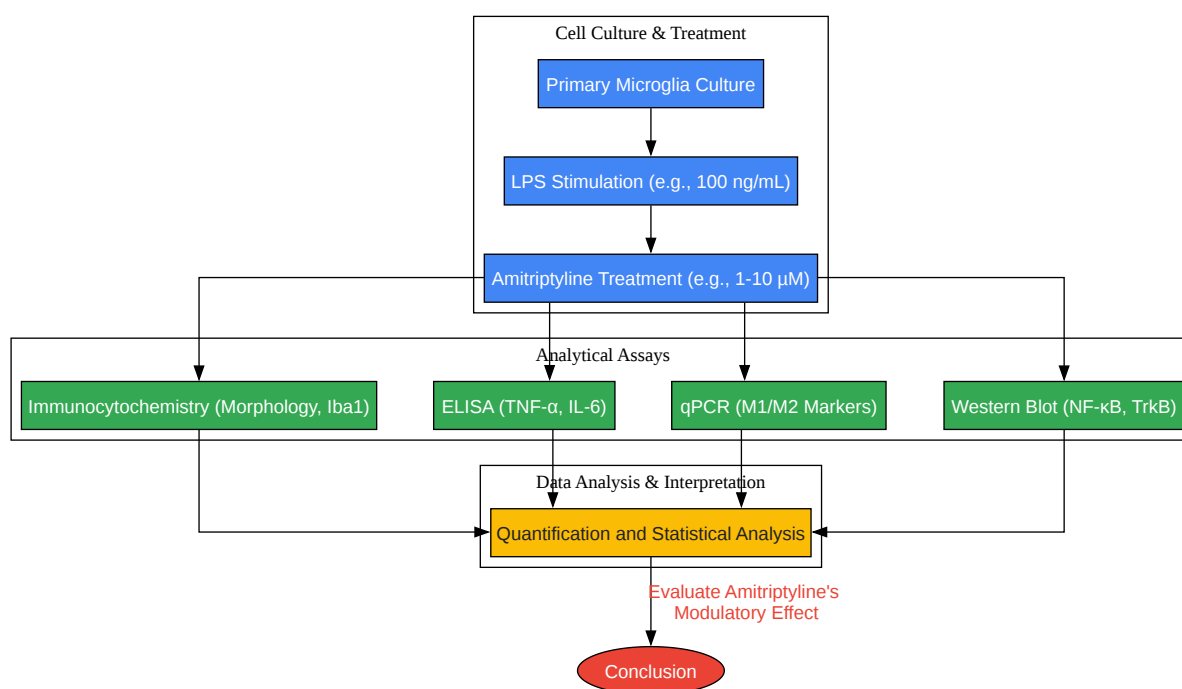 Cell Culture & Treatment
Primary Microglia Culture
LPS Stimulation (e.g., 100 ng/mL)
Amitriptyline Treatment (e.g., 1-10 µM)
Analytical Assays
Immunocytochemistry (Morphology, Iba1)
ELISA (TNF-α, IL-6)
qPCR (M1/M2 Markers)
Western Blot (NF-κB, TrkB)
Data Analysis & Interpretation
Quantification and Statistical Analysis
Evaluate Amitriptyline's
Modulatory Effect
Conclusion